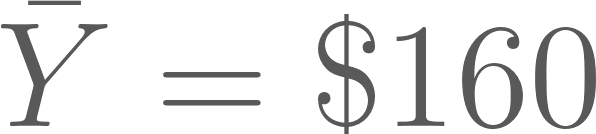 Ȳ = $160